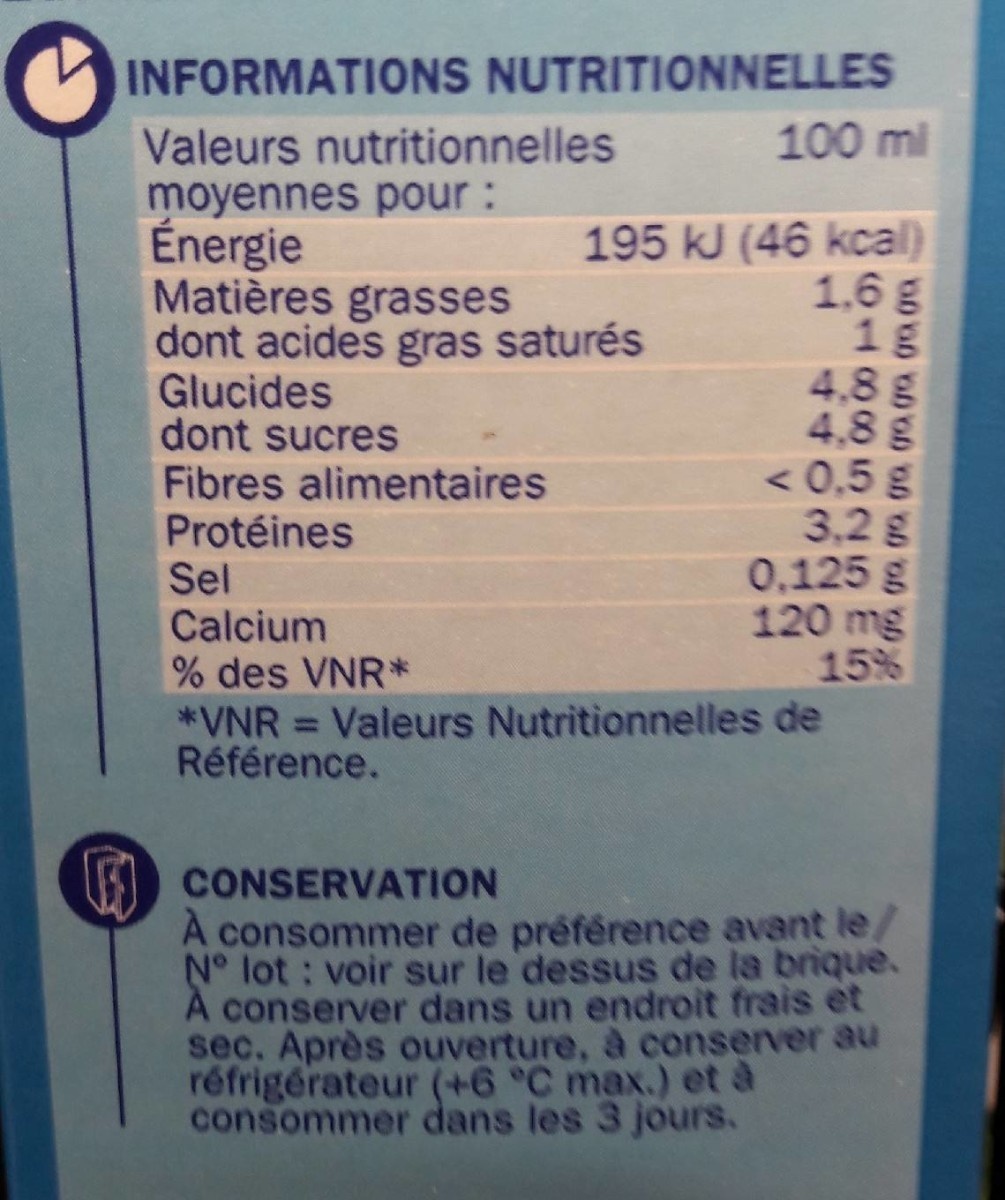 INFORMATIONS NUTRITIONNELLES
Valeurs nutritionnelles 100 ml
moyennes pour :
Énergie 195 kJ (46 kcal)
Matières grasses 1,6 g
dont acides gras saturés 1 g
Glucides 4,8 g
dont sucres 4,8 g
Fibres alimentaires < 0,5 g
Protéines 3,2 g
Sel 0,125 g
Calcium 120 mg
% des VNR* 15%
*VNR = Valeurs Nutritionnelles de
Référence.
CONSERVATION
À consommer de préférence avant le /
N° lot : voir sur le dessus de la brique.
À conserver dans un endroit frais et
sec. Après ouverture, à conserver au
réfrigérateur (+6 °C max.) et à
consommer dans les 3 jours.